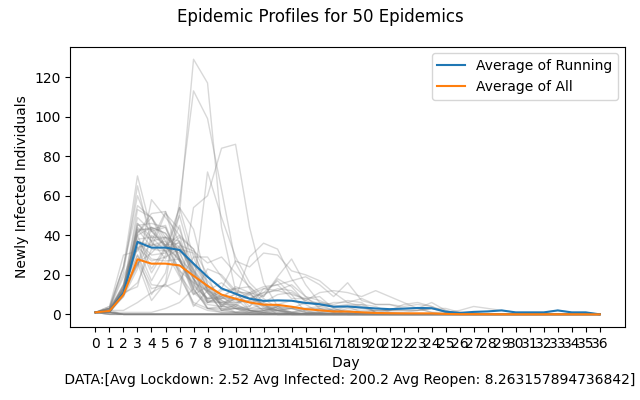 Epidemic Profiles for 50 Epidemics
Average of Running
Average of All
Newly Infected Individuals
120
100
80
60
40
20
0
0 1 2 3 4 5 6 7 8 9 10 11 12 13 14 15 16 17 18 19 20 21 22 23 24 25 26 27 28 29 30 31 32 33 34 35 36
Day
DATA:[Avg Lockdown: 2.52 Avg Infected: 200.2 Avg Reopen: 8.263157894736842]